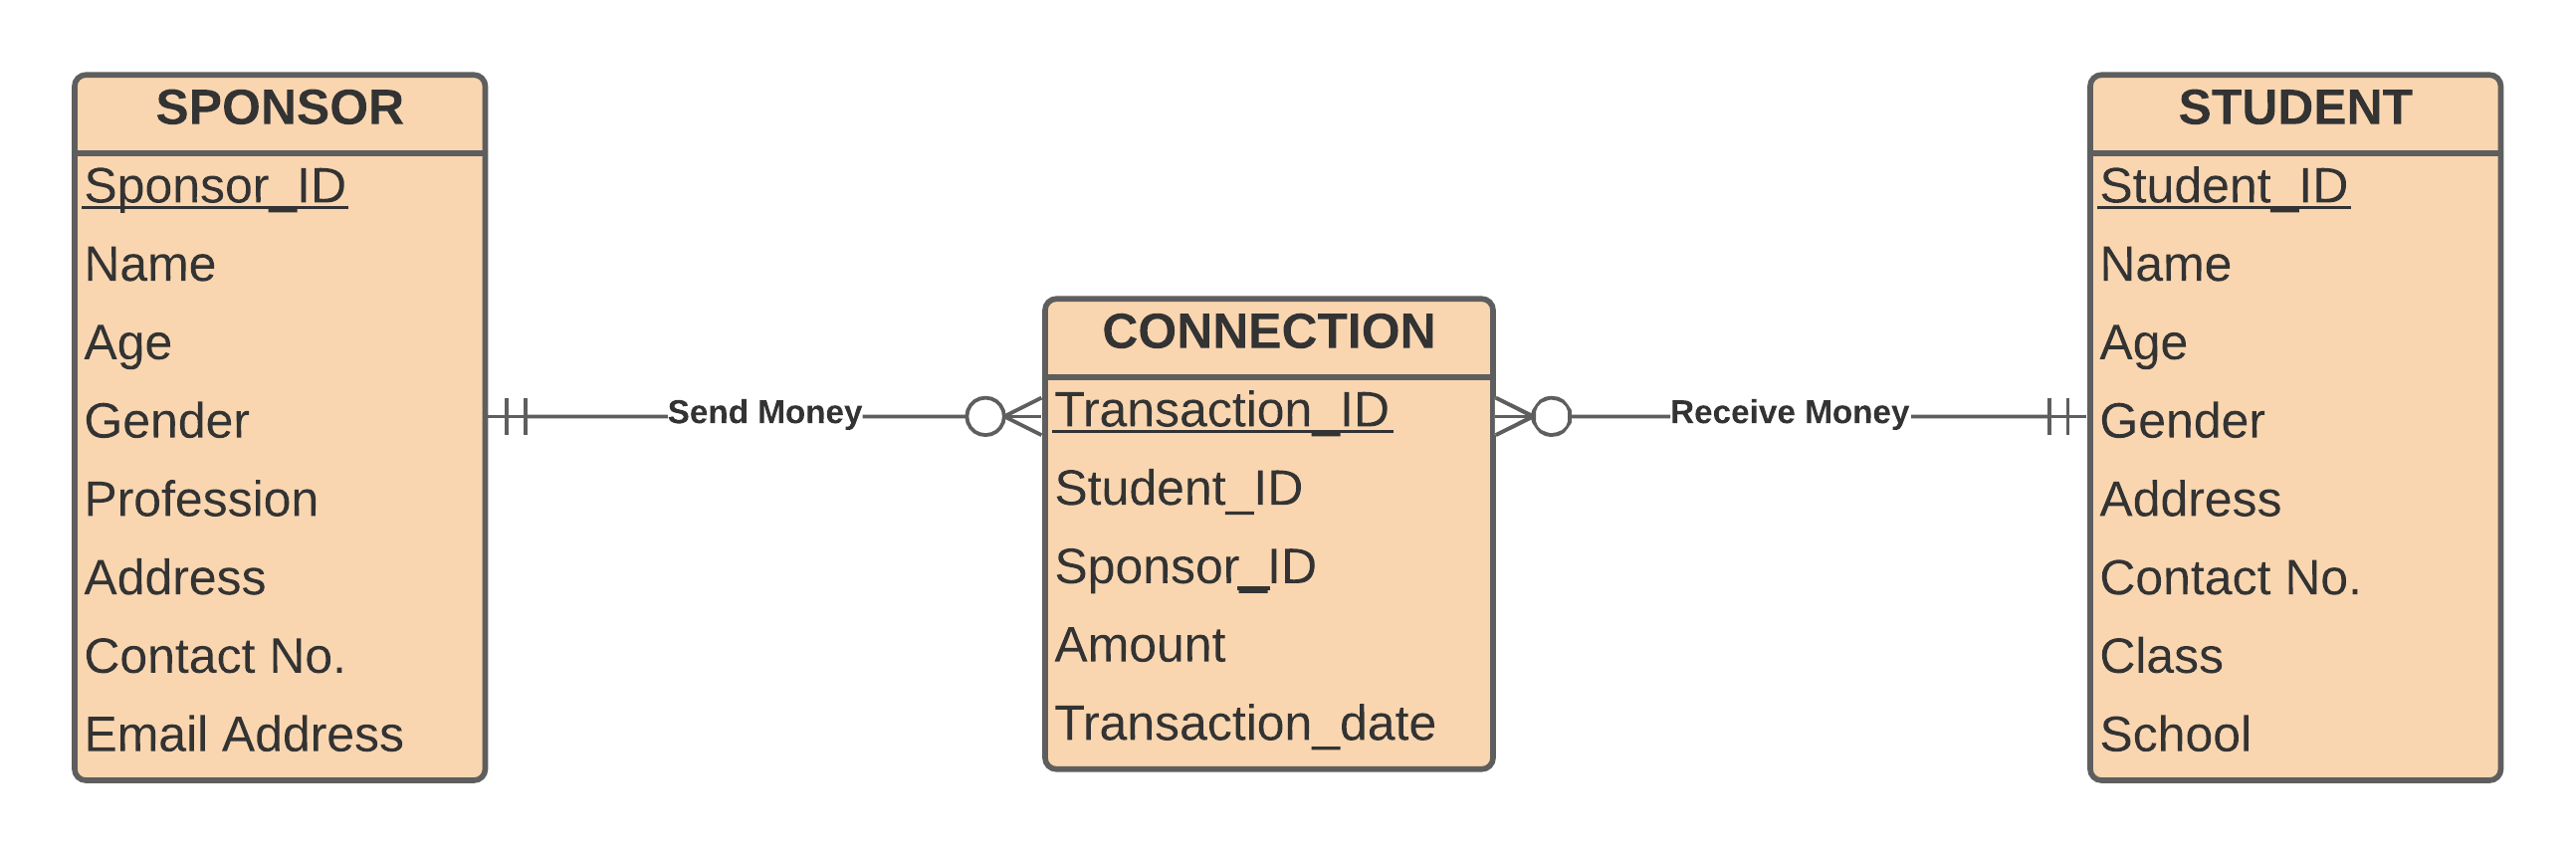 SPONSOR
Sponsor_ID
Name
Age
Gender
Profession
Address
Contact No.
Email Address
Send Money
CONNECTION
Transaction_ID
Student_ID
Sponsor_ID
Amount
Transaction_date
Receive Money
STUDENT
Student_ID
Name
Age
Gender
Address
Contact No.
Class
School